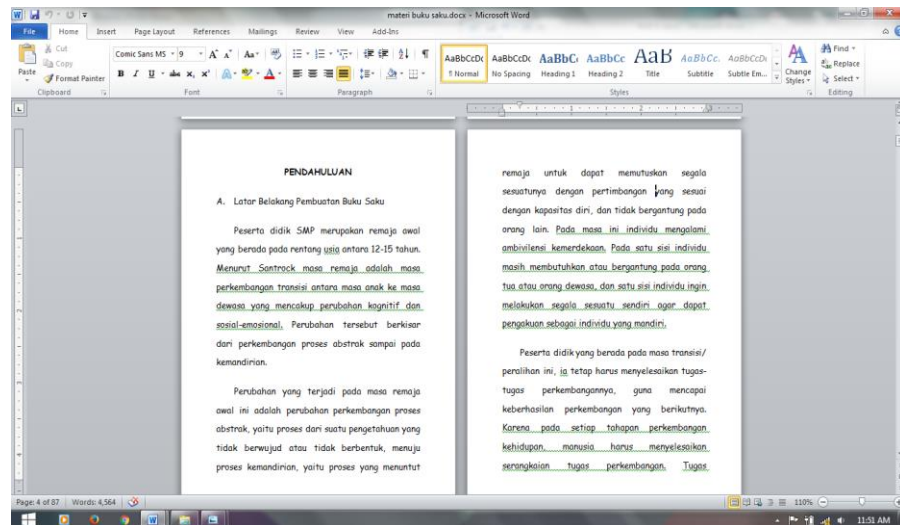 materi buku saku.docx - Microsoft Word
File Home Insert Page Layout References Mailings Review View Add-Ins
Cut
Copy
Format Painter
Paste
Comic Sans MS 9
AaBbCcDc AaBbCcDc AaBbC AaBbCc AaB AaBbCc. AaBbCcDi
¶ Normal No Spacing Heading 1 Heading 2 Title Subtitle Subtle Em...
Change Styles
Find
Replace
Select
Clipboard Font Paragraph Styles Editing
PENDAHULUAN
A. Latar Belakang Pembuatan Buku Saku
Peserta didik SMP merupakan remaja awal
yang berada pada rentang usia antara 12-15 tahun.
Menurut Santrock masa remaja adalah masa
perkembangan transisi antara masa anak ke masa
dewasa yang mencakup perubahan kognitif dan
sosial-emosional. Perubahan tersebut berkisar
dari perkembangan proses abstrak sampai pada
kemandirian.
Perubahan yang terjadi pada masa remaja
awal ini adalah perubahan perkembangan proses
abstrak, yaitu proses dari suatu pengetahuan yang
tidak berwujud atau tidak berbentuk, menuju
proses kemandirian, yaitu proses yang menuntut
remaja untuk dapat memutuskan segala
sesuatunya dengan pertimbangan yang sesuai
dengan kapasitas diri, dan tidak bergantung pada
orang lain. Pada masa ini individu mengalami
ambivilensi kemerdekaan. Pada satu sisi individu
masih membutuhkan atau bergantung pada orang
tua atau orang dewasa, dan satu sisi individu ingin
melakukan segala sesuatu sendiri agar dapat
pengakuan sebagai individu yang mandiri.
Peserta didik yang berada pada masa transisi/
peralihan ini, ia tetap harus menyelesaikan tugas-
tugas perkembangannya, guna mencapai
keberhasilan perkembangan yang berikutnya.
Karena pada setiap tahapan perkembangan
kehidupan, manusia harus menyelesaikan
serangkaian tugas perkembangan. Tugas
Page: 4 of 87 Words: 4,564 110%
11:51 AM